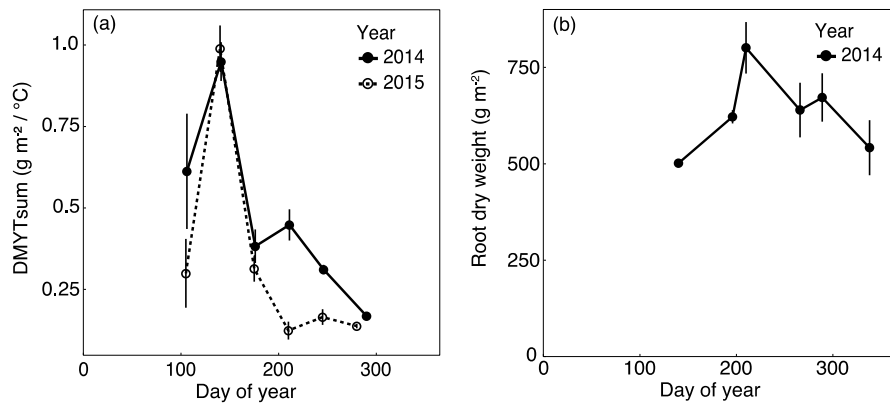 (a)
Year
2014
2015
1.0
0.75
0.5
0.25
DMYTsum (g m⁻² / °C)
100
200
300
Day of year
(b)
Year
2014
750
500
250
0
Root dry weight (g m⁻²)
0
100
200
300
Day of year